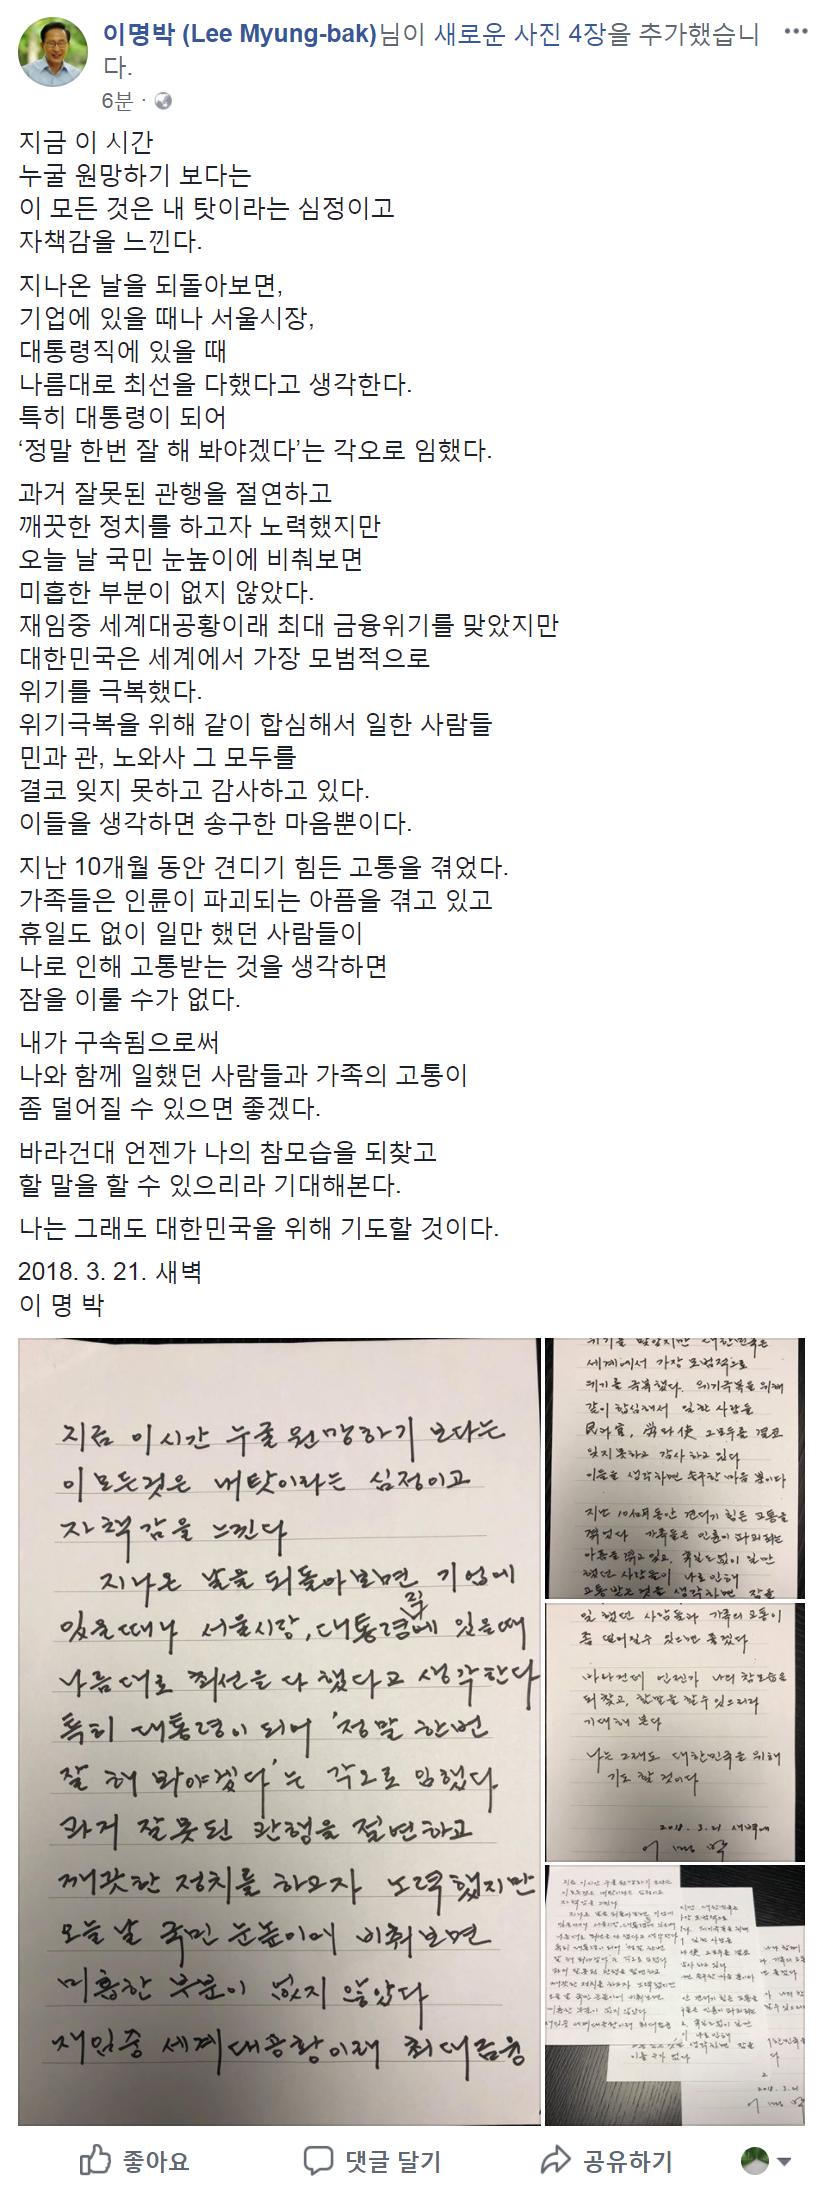 이명박 (Lee Myung-bak)님이 새로운 사진 4장을 추가했습니
다.
6분 ·
지금 이 시간
누굴 원망하기 보다는
이 모든 것은 내 탓이라는 심정이고
자책감을 느낀다.
지나온 날을 되돌아보면,
기업에 있을 때나 서울시장,
대통령직에 있을 때
나름대로 최선을 다했다고 생각한다.
특히 대통령이 되어
‘정말 한번 잘 해 봐야겠다’는 각오로 임했다.
과거 잘못된 관행을 절연하고
깨끗한 정치를 하고자 노력했지만
오늘 날 국민 눈높이에 비춰보면
미흡한 부분이 없지 않았다.
재임중 세계대공황이래 최대 금융위기를 맞았지만
대한민국은 세계에서 가장 모범적으로
위기를 극복했다.
위기극복을 위해 같이 합심해서 일한 사람들
민과 관, 노와사 그 모두를
결코 잊지 못하고 감사하고 있다.
이들을 생각하면 송구한 마음뿐이다.
지난 10개월 동안 견디기 힘든 고통을 겪었다.
가족들은 인륜이 파괴되는 아픔을 겪고 있고
휴일도 없이 일만 했던 사람들이
나로 인해 고통받는 것을 생각하면
잠을 이룰 수가 없다.
내가 구속됨으로써
나와 함께 일했던 사람들과 가족의 고통이
좀 덜어질 수 있으면 좋겠다.
바라건대 언젠가 나의 참모습을 되찾고
할 말을 할 수 있으리라 기대해본다.
나는 그래도 대한민국을 위해 기도할 것이다.
2018. 3. 21. 새벽
이 명 박
지금 이 시간 누굴 원망하기 보다는
이 모든것은 내탓이라는 심정이고
자책감을 느낀다
지나온 날을 되돌아보면 기업에
있을때나 서울시장, 대통령직에 있을때
나름대로 최선을 다했다고 생각한다
특히 대통령이 되어 '정말 한번
잘 해 봐야겠다'는 각오로 임했다
과거 잘못된 관행을 절연하고
깨끗한 정치를 하고자 노력했지만
오늘날 국민 눈높이에 비춰보면
미흡한 부분이 없지 않았다
재임중 세계대공황이래 최대금융
위기를 맞았지만 대한민국은
세계에서 가장 모범적으로
위기를 극복했다. 위기극복을 위해
같이 합심해서 일한 사람들
民과 官, 勞와 使 그 모두를 결코
잊지못하고 감사하고 있다
이들을 생각하면 송구한 마음 뿐이다
지난 10개월동안 견디기 힘든 고통을
겪었다 가족들은 인륜이 파괴되는
아픔을 겪고 있고, 휴일도 없이 일만
했던 사람들이 나로 인해
고통받는 것을 생각하면 잠을
일했던 사람들과 가족의 고통이
좀 덜어질수 있으면 좋겠다
바라건데 언젠가 나의 참모습을
되찾고, 할말을 할 수 있으리라
기대해 본다
나는 그래도 대한민국을 위해
기도 할 것이다
2018. 3. 21 새벽에
이 명 박
좋아요
댓글 달기
공유하기